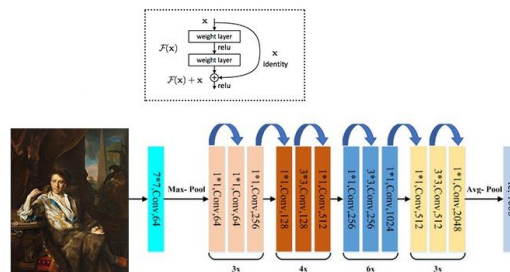 x
weight layer
F(x)
relu
weight layer
x
identity
F(x) + x
relu
7*7,Conv,64
Max- Pool
1*1,Conv,64
1*1,Conv,64
1*1,Conv,256
1*1,Conv,128
3*3,Conv,128
1*1,Conv,512
1*1,Conv,256
3*3,Conv,256
1*1,Conv,1024
1*1,Conv,512
3*3,Conv,512
1*1,Conv,2048
Avg- Pool
3x
4x
6x
3x